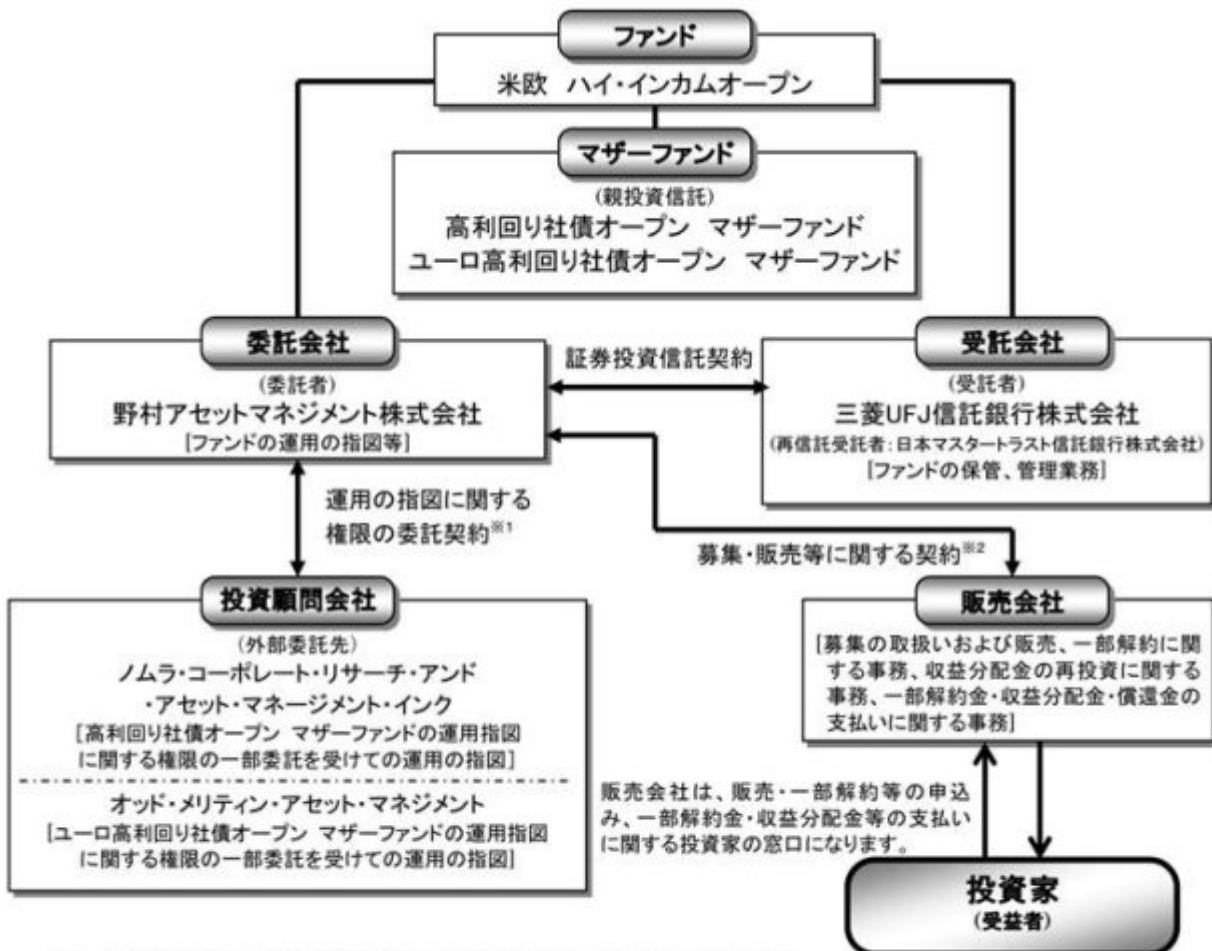 ファンド
米欧 ハイ・インカムオープン
マザーファンド
(親投資信託)
高利回り社債オープン マザーファンド
ユーロ高利回り社債オープン マザーファンド
委託会社
(委託者)
野村アセットマネジメント株式会社
[ファンドの運用の指図等]
証券投資信託契約
受託会社
(受託者)
三菱UFJ信託銀行株式会社
(再信託受託者:日本マスタートラスト信託銀行株式会社)
[ファンドの保管、管理業務]
運用の指図に関する
権限の委託契約※1
募集・販売等に関する契約※2
投資顧問会社
(外部委託先)
ノムラ・コーポレート・リサーチ・アンド
・アセット・マネージメント・インク
[高利回り社債オープン マザーファンドの運用指図
に関する権限の一部委託を受けての運用の指図]
オッド・メリティン・アセット・マネジメント
[ユーロ高利回り社債オープン マザーファンドの運用指図
に関する権限の一部委託を受けての運用の指図]
販売会社
[募集の取扱いおよび販売、一部解約に関
する事務、収益分配金の再投資に関する
事務、一部解約金・収益分配金・償還金の
支払いに関する事務]
販売会社は、販売・一部解約等の申込
み、一部解約金・収益分配金等の支払い
に関する投資家の窓口になります。
投資家
(受益者)